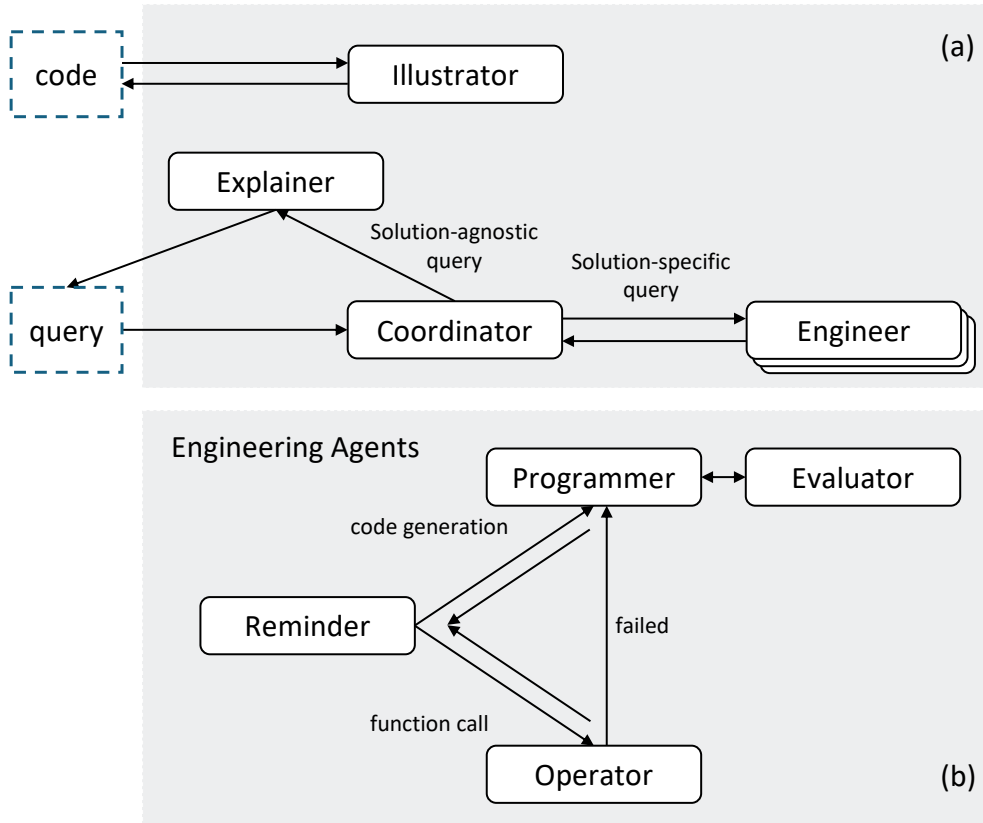 (a)
code
Illustrator
Explainer
Solution-agnostic
query
Solution-specific
query
query
Coordinator
Engineer
Engineering Agents
Programmer
Evaluator
code generation
Reminder
failed
function call
Operator
(b)